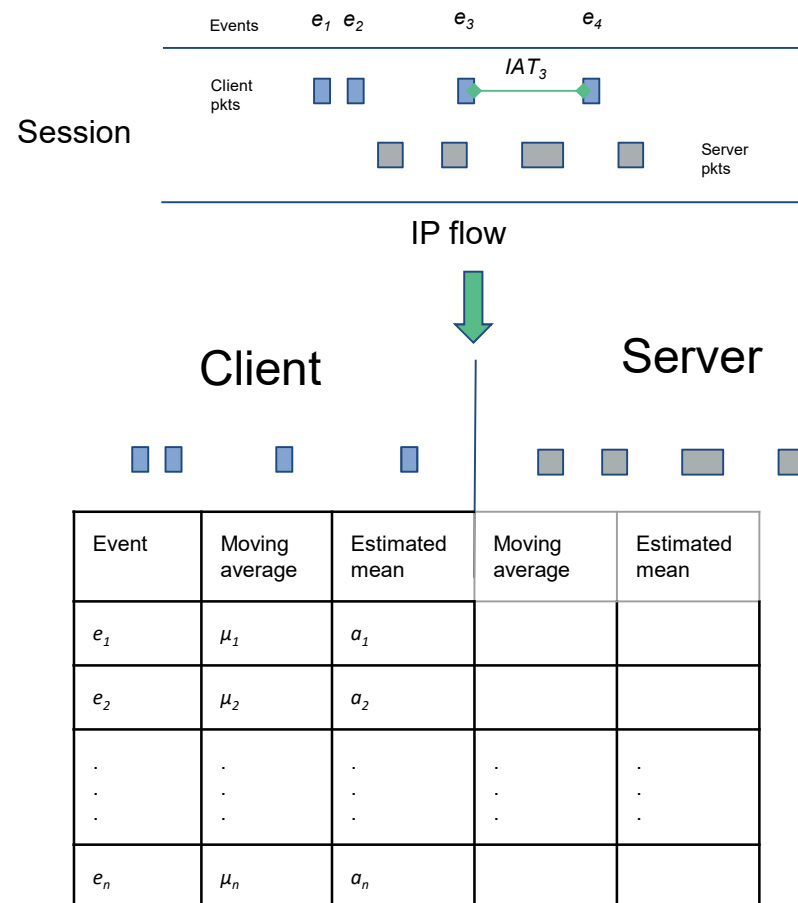 Events e1 e2 e3 e4
Client
pkts
IAT3
Session
Server
pkts
IP flow
Client
Server
Event
Moving
average
Estimated
mean
Moving
average
Estimated
mean
e1 μ1 a1
e2 μ2 a2
. . . . .
. . . . .
. . . . .
en μn an